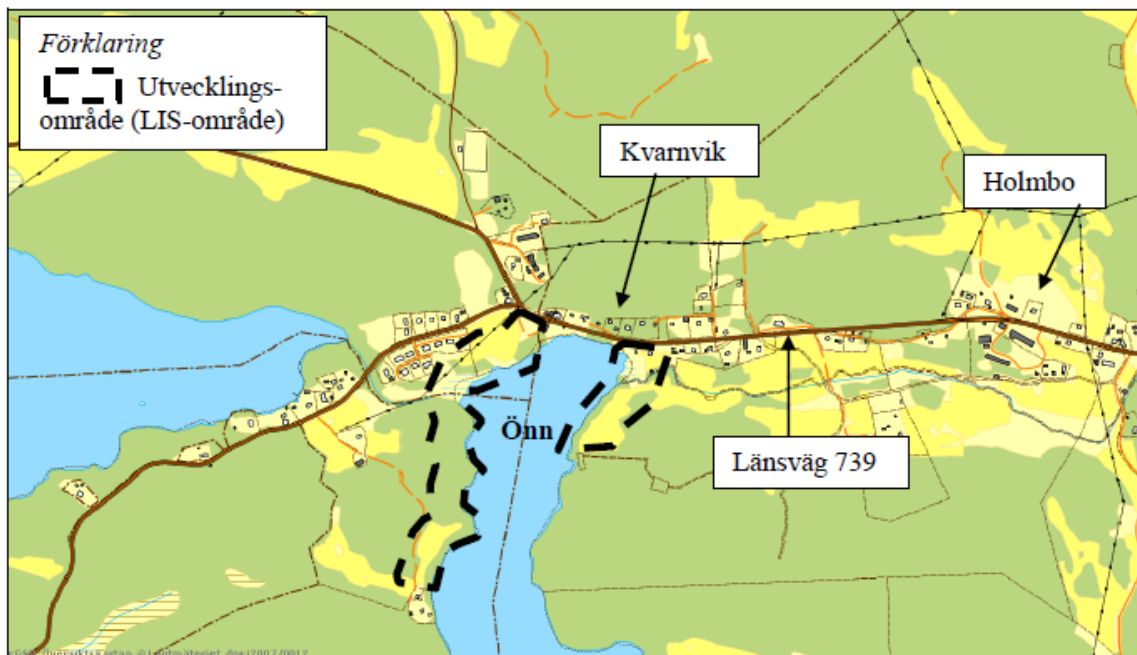 Förklaring
Utvecklings-
område (LIS-område)
Kvarnvik
Holmbo
Önn
Länsväg 739